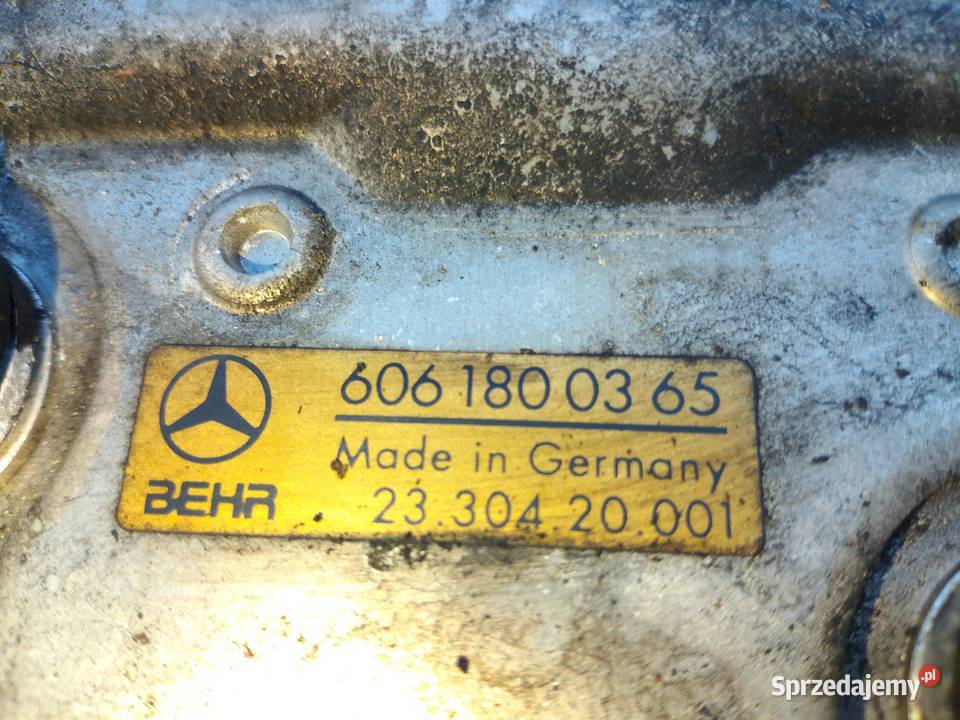 606 180 03 65
Made in Germany
BEHR
23.304.20.001
Sprzedajemy.pl